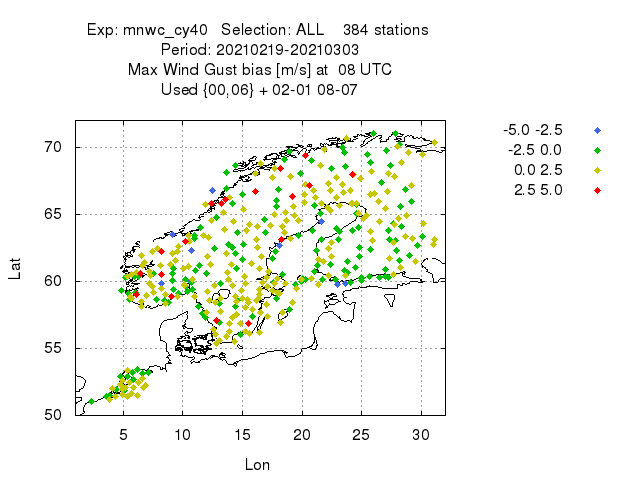 Exp: mnwc_cy40 Selection: ALL 384 stations
Period: 20210219-20210303
Max Wind Gust bias [m/s] at 08 UTC
Used {00,06} + 02-01 08-07
-5.0 -2.5
-2.5 0.0
0.0 2.5
2.5 5.0
Lat
70
65
60
55
50
5 10 15 20 25 30
Lon